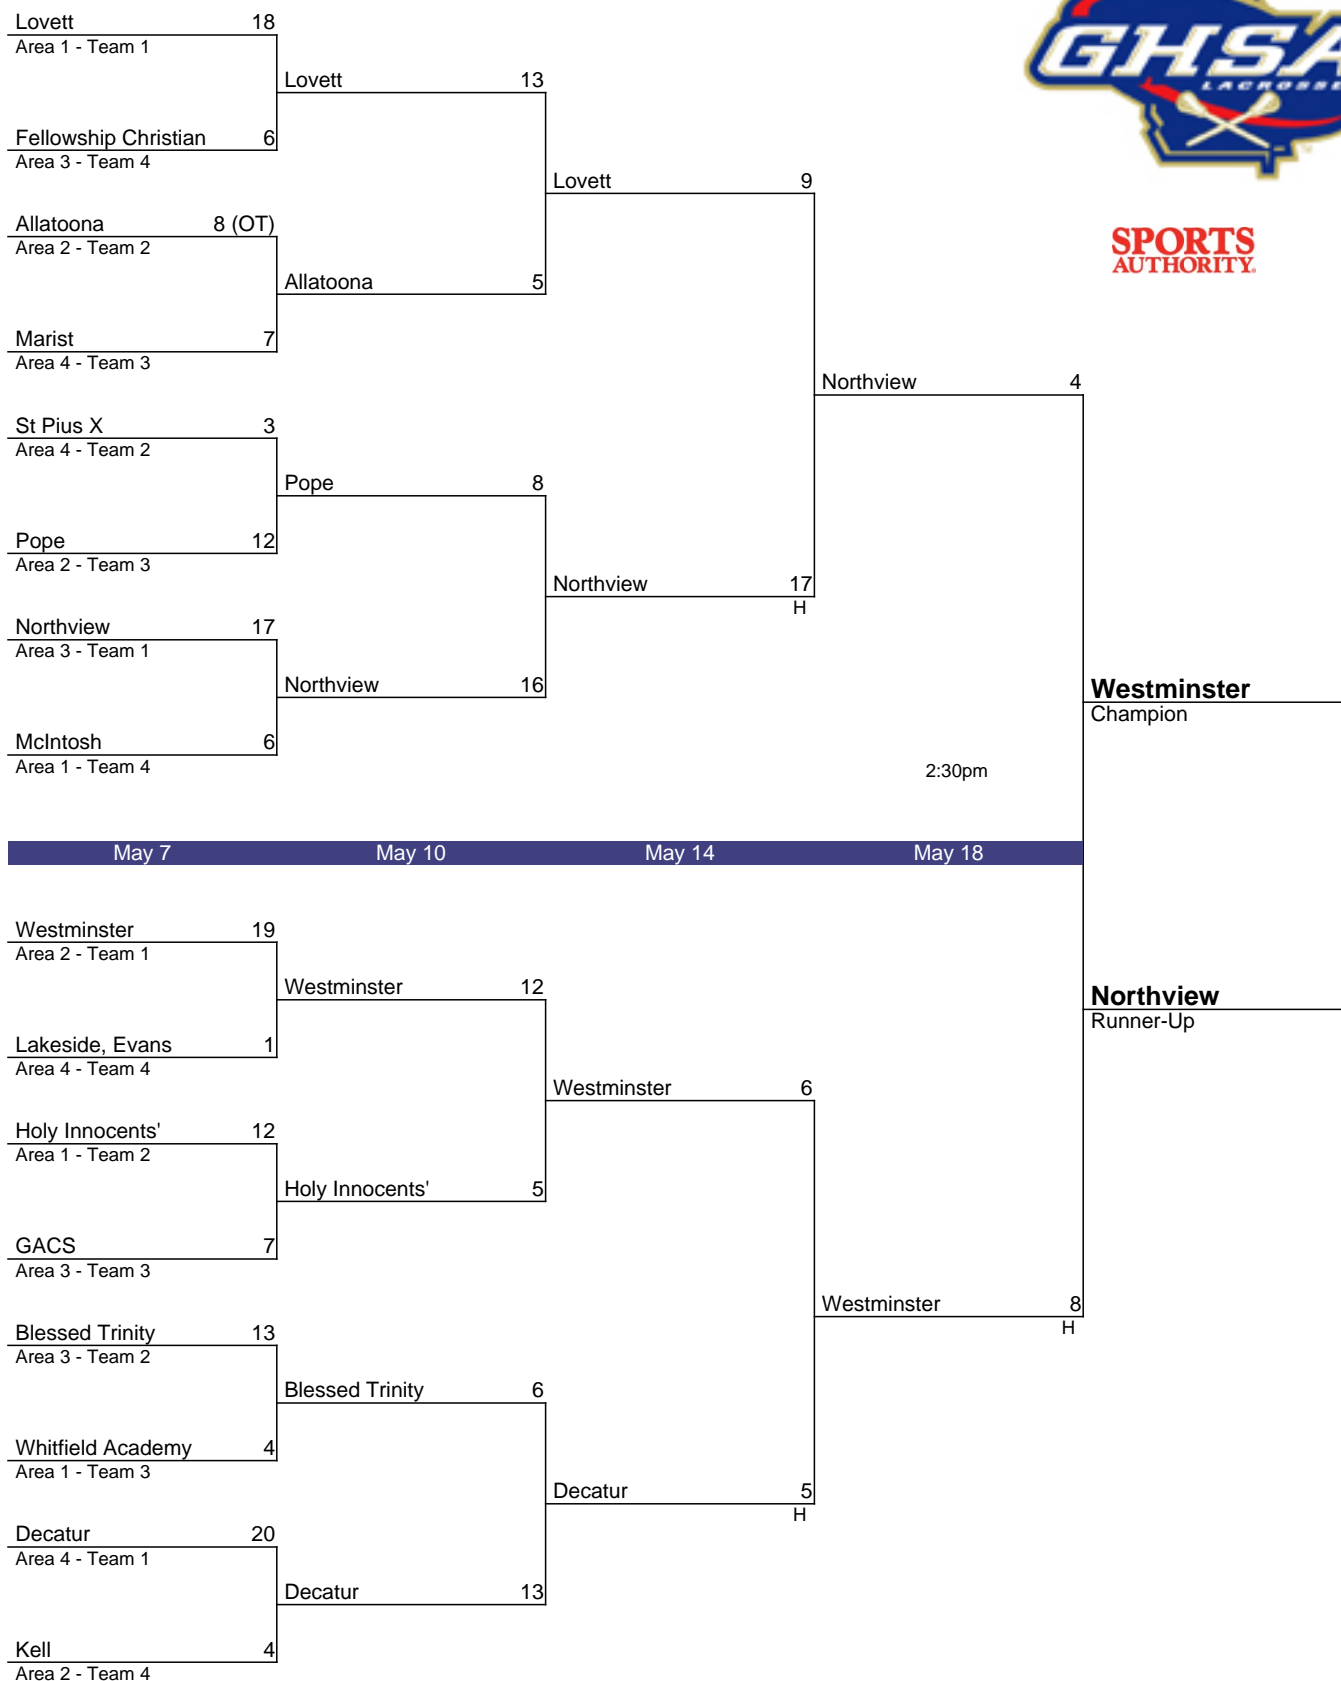 Lovett 18
Area 1 - Team 1
Lovett 13
Fellowship Christian 6
Area 3 - Team 4
Lovett 9
Allatoona 8 (OT)
Area 2 - Team 2
Allatoona 5
Marist 7
Area 4 - Team 3
Northview 4
St Pius X 3
Area 4 - Team 2
Pope 8
Pope 12
Area 2 - Team 3
Northview 17
H
Northview 17
Area 3 - Team 1
Northview 16
McIntosh 6
Area 1 - Team 4
GHSA
LACROSSE
SPORTS
AUTHORITY.
Westminster
Champion
2:30pm
May 7 May 10 May 14 May 18
Westminster 19
Area 2 - Team 1
Westminster 12
Lakeside, Evans 1
Area 4 - Team 4
Westminster 6
Holy Innocents' 12
Area 1 - Team 2
Holy Innocents' 5
GACS 7
Area 3 - Team 3
Northview
Runner-Up
Westminster 8
H
Blessed Trinity 13
Area 3 - Team 2
Blessed Trinity 6
Whitfield Academy 4
Area 1 - Team 3
Decatur 5
H
Decatur 20
Area 4 - Team 1
Decatur 13
Kell 4
Area 2 - Team 4